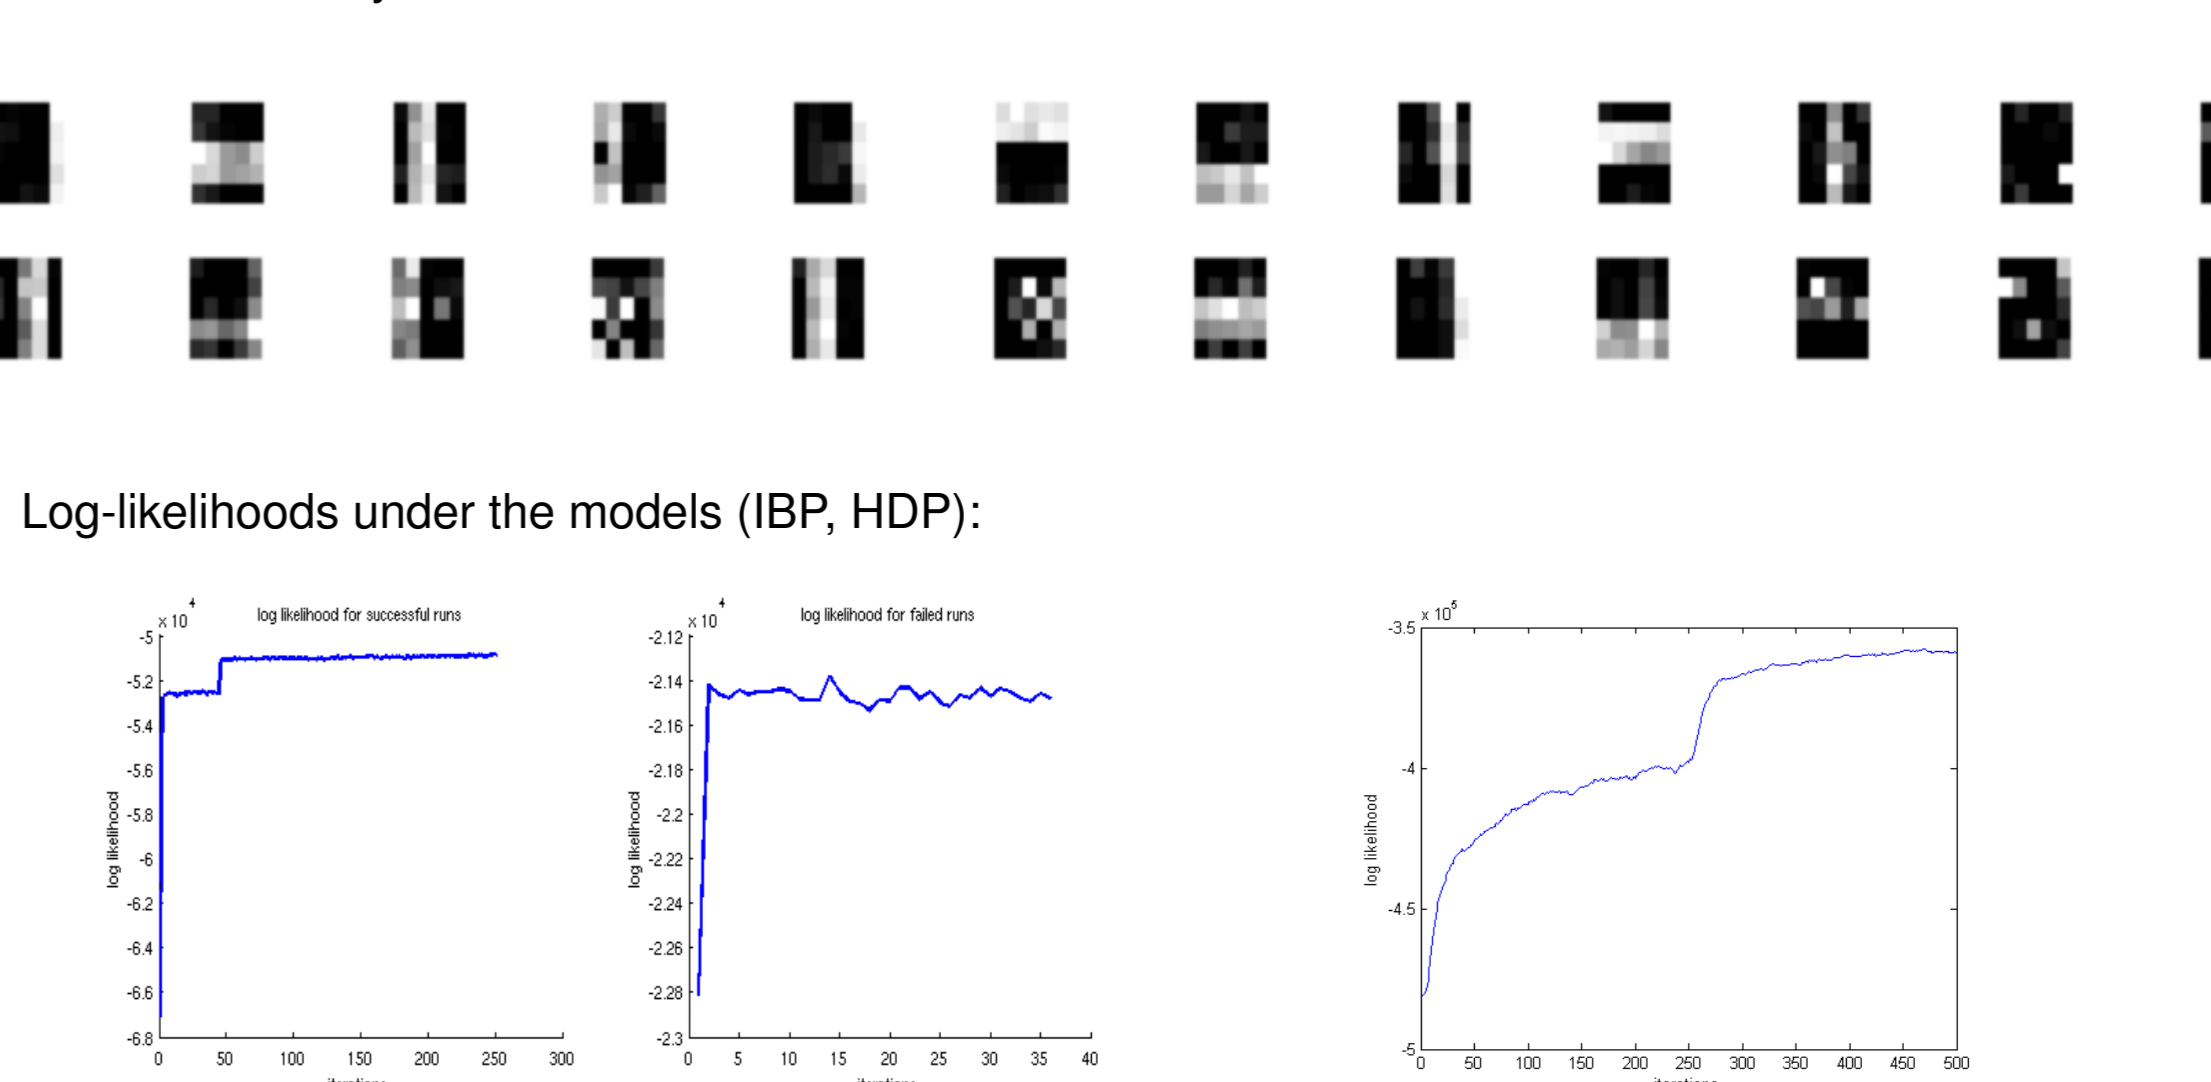 Log-likelihoods under the models (IBP, HDP):
x 10^4
log likelihood for successful runs
-5
-5.2
-5.4
-5.6
-5.8
-6
-6.2
-6.4
-6.6
-6.8
log likelihood
0 50 100 150 200 250 300
x 10^4
log likelihood for failed runs
-2.12
-2.14
-2.16
-2.18
-2.2
-2.22
-2.24
-2.26
-2.28
-2.3
log likelihood
0 5 10 15 20 25 30 35 40
x 10^5
-3.5
-4
-4.5
-5
log likelihood
0 50 100 150 200 250 300 350 400 450 500